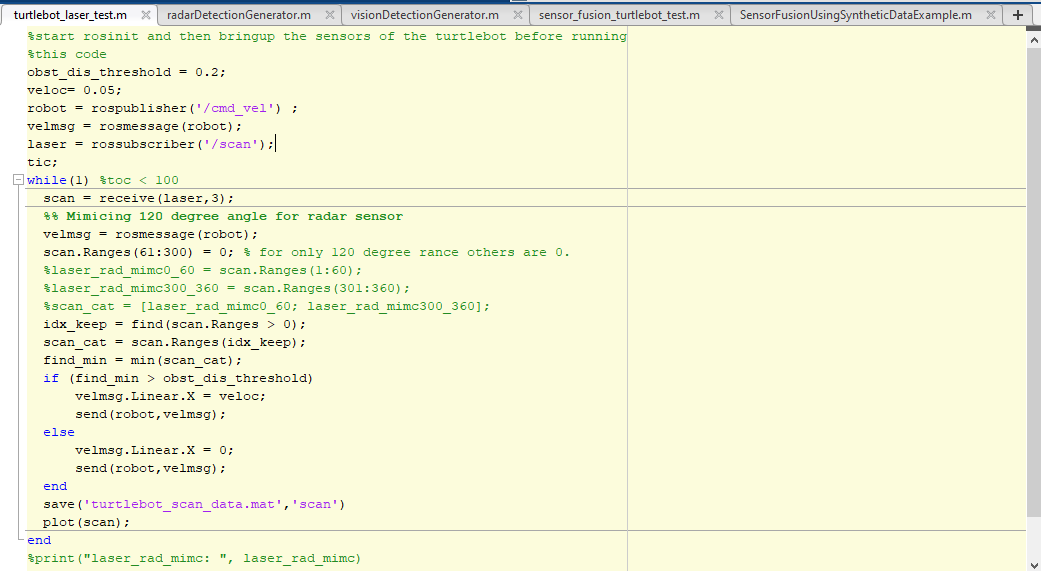 turtlebot_laser_test.m radarDetectionGenerator.m visionDetectionGenerator.m sensor_fusion_turtlebot_test.m SensorFusionUsingSyntheticDataExample.m
%start rosinit and then bringup the sensors of the turtlebot before running
%this code
obst_dis_threshold = 0.2;
veloc= 0.05;
robot = rospublisher('/cmd_vel') ;
velmsg = rosmessage(robot);
laser = rossubscriber('/scan');
tic;
while(1) %toc < 100
scan = receive(laser,3);
%% Mimicing 120 degree angle for radar sensor
velmsg = rosmessage(robot);
scan.Ranges(61:300) = 0; % for only 120 degree rance others are 0.
%laser_rad_mimc0_60 = scan.Ranges(1:60);
%laser_rad_mimc300_360 = scan.Ranges(301:360);
%scan_cat = [laser_rad_mimc0_60; laser_rad_mimc300_360];
idx_keep = find(scan.Ranges > 0);
scan_cat = scan.Ranges(idx_keep);
find_min = min(scan_cat);
if (find_min > obst_dis_threshold)
velmsg.Linear.X = veloc;
send(robot,velmsg);
else
velmsg.Linear.X = 0;
send(robot,velmsg);
end
save('turtlebot_scan_data.mat','scan')
plot(scan);
end
%print("laser_rad_mimc: ", laser_rad_mimc)